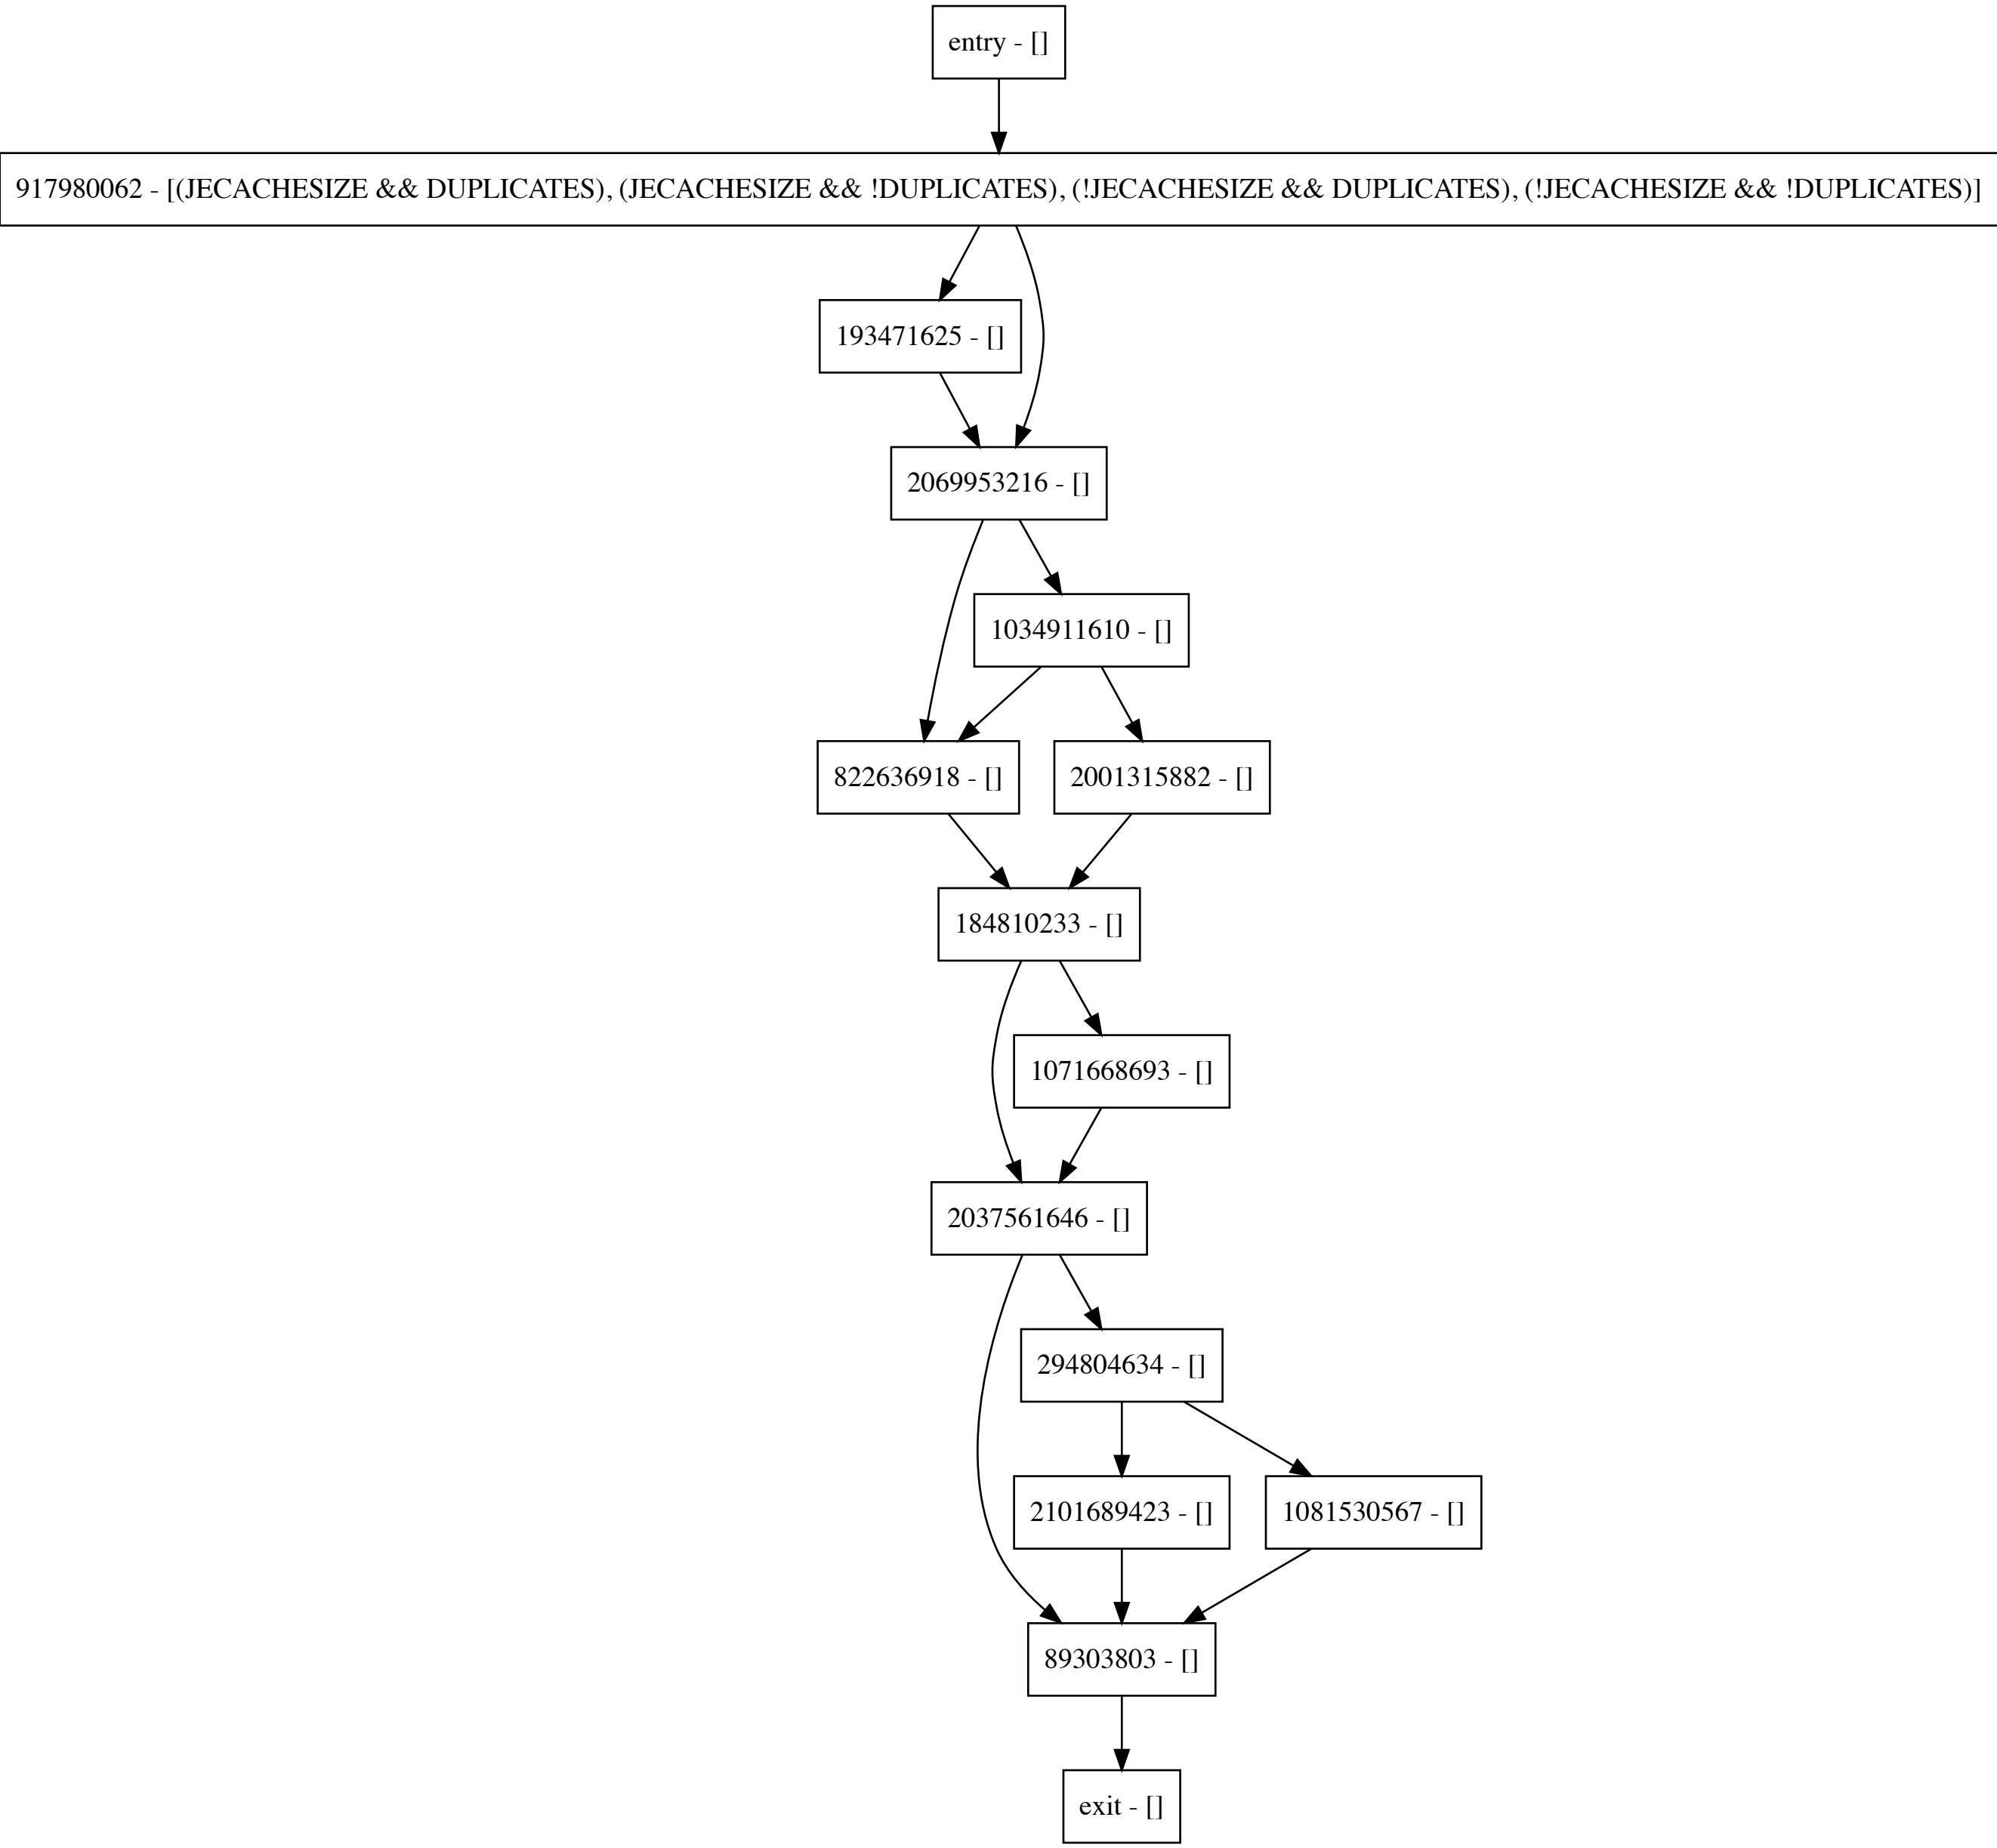 entry - []
917980062 - [(JECACHESIZE && DUPLICATES), (JECACHESIZE && !DUPLICATES), (!JECACHESIZE && DUPLICATES), (!JECACHESIZE && !DUPLICATES)]
193471625 - []
2069953216 - []
1034911610 - []
822636918 - []
2001315882 - []
184810233 - []
1071668693 - []
2037561646 - []
294804634 - []
2101689423 - []
1081530567 - []
89303803 - []
exit - []